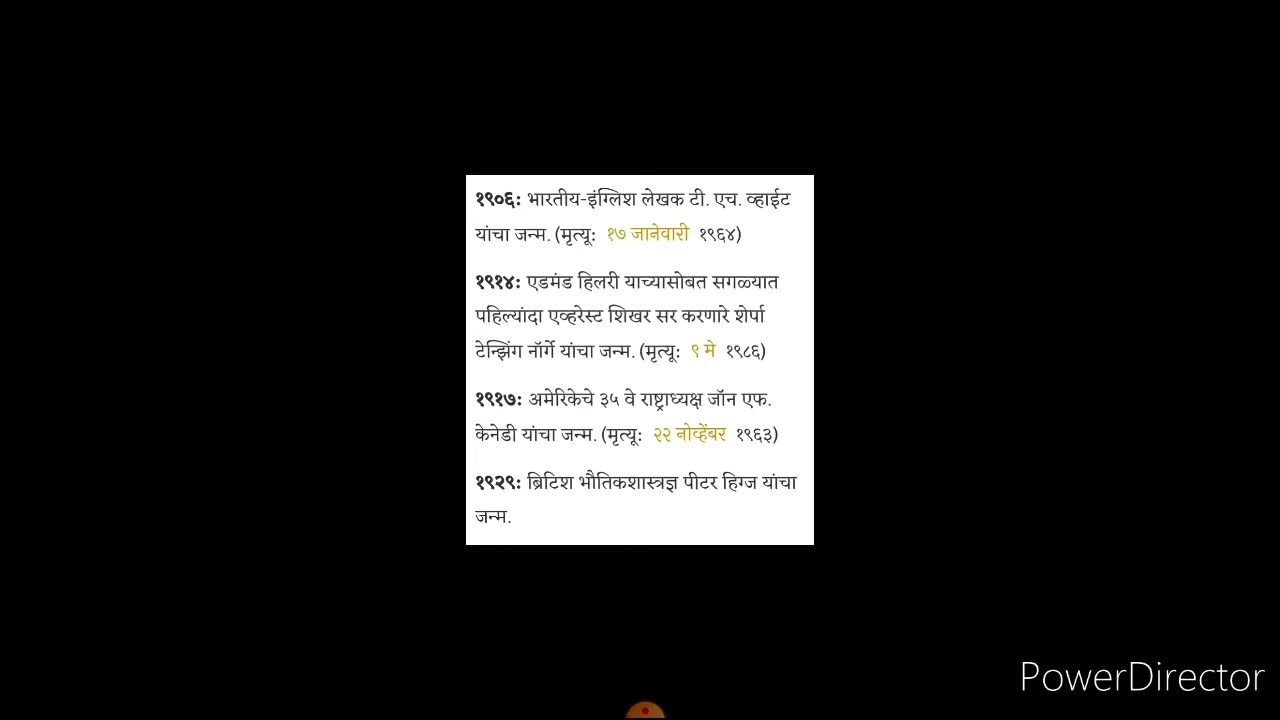 १९०६: भारतीय-इंग्लिश लेखक टी. एच. व्हाईट
यांचा जन्म. (मृत्यू: १७ जानेवारी १९६४)
१९१४: एडमंड हिलरी याच्यासोबत सगळ्यात
पहिल्यांदा एव्हरेस्ट शिखर सर करणारे शेर्पा
टेन्झिंग नॉर्गे यांचा जन्म. (मृत्यू: ९ मे १९८६)
१९१७: अमेरिकेचे ३५ वे राष्ट्राध्यक्ष जॉन एफ.
केनेडी यांचा जन्म. (मृत्यू: २२ नोव्हेंबर १९६३)
१९२९: ब्रिटिश भौतिकशास्त्रज्ञ पीटर हिग्ज यांचा
जन्म.
PowerDirector